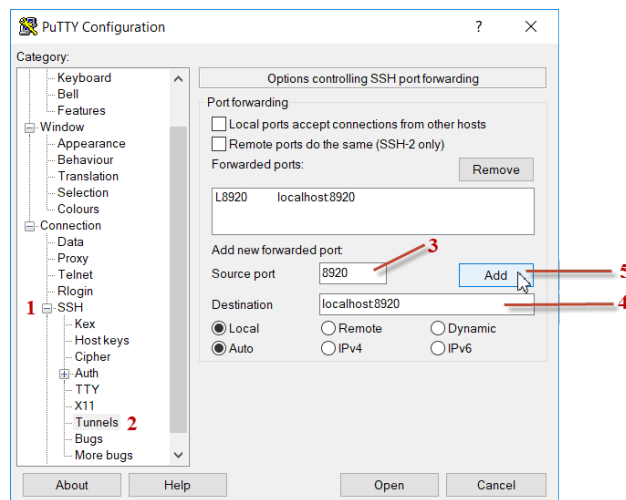 PuTTY Configuration
?
Category:
Keyboard
Bell
Features
Window
Appearance
Behaviour
Translation
Selection
Colours
Connection
Data
Proxy
Telnet
Rlogin
1 SSH
Kex
Host keys
Cipher
Auth
TTY
X11
Tunnels 2
Bugs
More bugs
Options controlling SSH port forwarding
Port forwarding
Local ports accept connections from other hosts
Remote ports do the same (SSH-2 only)
Forwarded ports:
Remove
L8920 localhost:8920
Add new forwarded port:
3
Source port 8920 Add 5
Destination localhost:8920 4
Local Remote Dynamic
Auto IPv4 IPv6
About Help Open Cancel